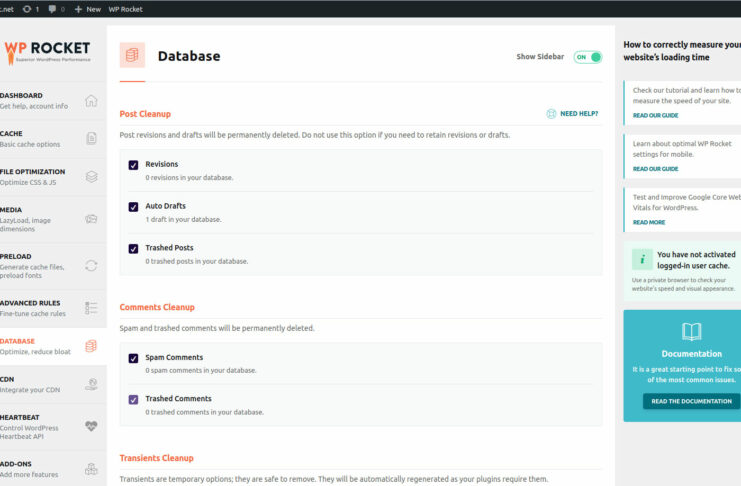 c.net 1 0 + New WP Rocket
WP ROCKET
Superior WordPress Performance
DASHBOARD
Get help, account info
CACHE
Basic cache options
FILE OPTIMIZATION
Optimize CSS & JS
MEDIA
LazyLoad, image
dimensions
PRELOAD
Generate cache files,
preload fonts
ADVANCED RULES
Fine-tune cache rules
DATABASE
Optimize, reduce bloat
CDN
Integrate your CDN
HEARTBEAT
Control WordPress
Heartbeat API
ADD-ONS
Add more features
Database
Show Sidebar ON
Post Cleanup
NEED HELP?
Post revisions and drafts will be permanently deleted. Do not use this option if you need to retain revisions or drafts.
Revisions
0 revisions in your database.
Auto Drafts
1 draft in your database.
Trashed Posts
0 trashed posts in your database.
Comments Cleanup
Spam and trashed comments will be permanently deleted.
Spam Comments
0 spam comments in your database.
Trashed Comments
0 trashed comments in your database.
Transients Cleanup
Transients are temporary options; they are safe to remove. They will be automatically regenerated as your plugins require them.
How to correctly measure your
website's loading time
Check our tutorial and learn how to
measure the speed of your site.
READ OUR GUIDE
Learn about optimal WP Rocket
settings for mobile.
READ OUR GUIDE
Test and Improve Google Core Web
Vitals for WordPress.
READ MORE
i
You have not activated
logged-in user cache.
Use a private browser to check your
website's speed and visual appearance.
Documentation
It is a great starting point to fix so
of the most common issues.
READ THE DOCUMENTATION